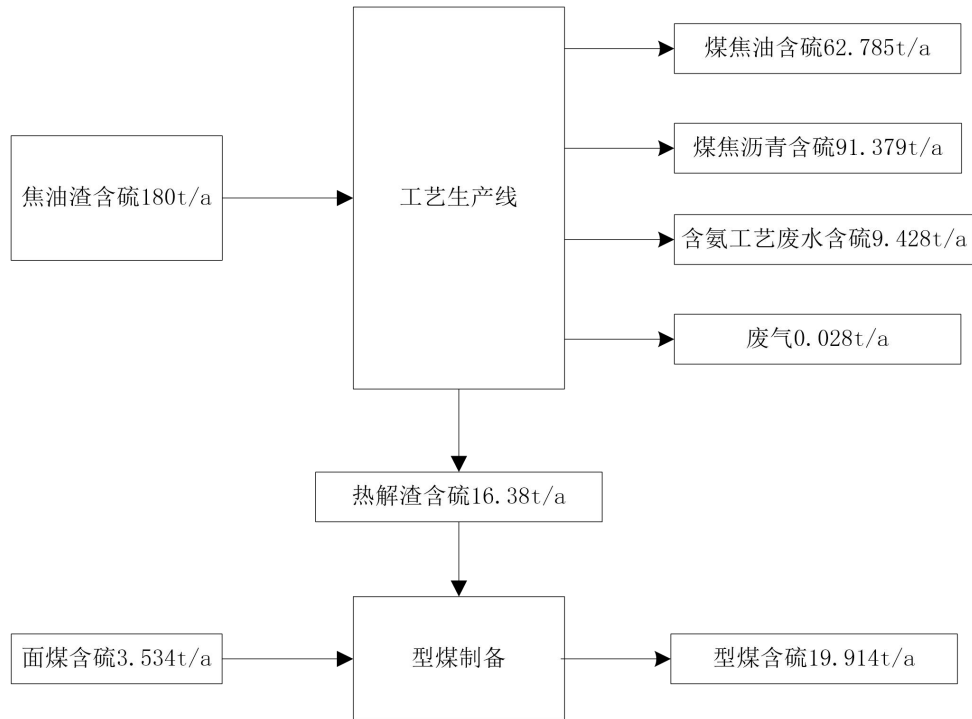 煤焦油含硫62.785t/a
煤焦沥青含硫91.379t/a
焦油渣含硫180t/a
工艺生产线
含氨工艺废水含硫9.428t/a
废气0.028t/a
热解渣含硫16.38t/a
面煤含硫3.534t/a
型煤制备
型煤含硫19.914t/a